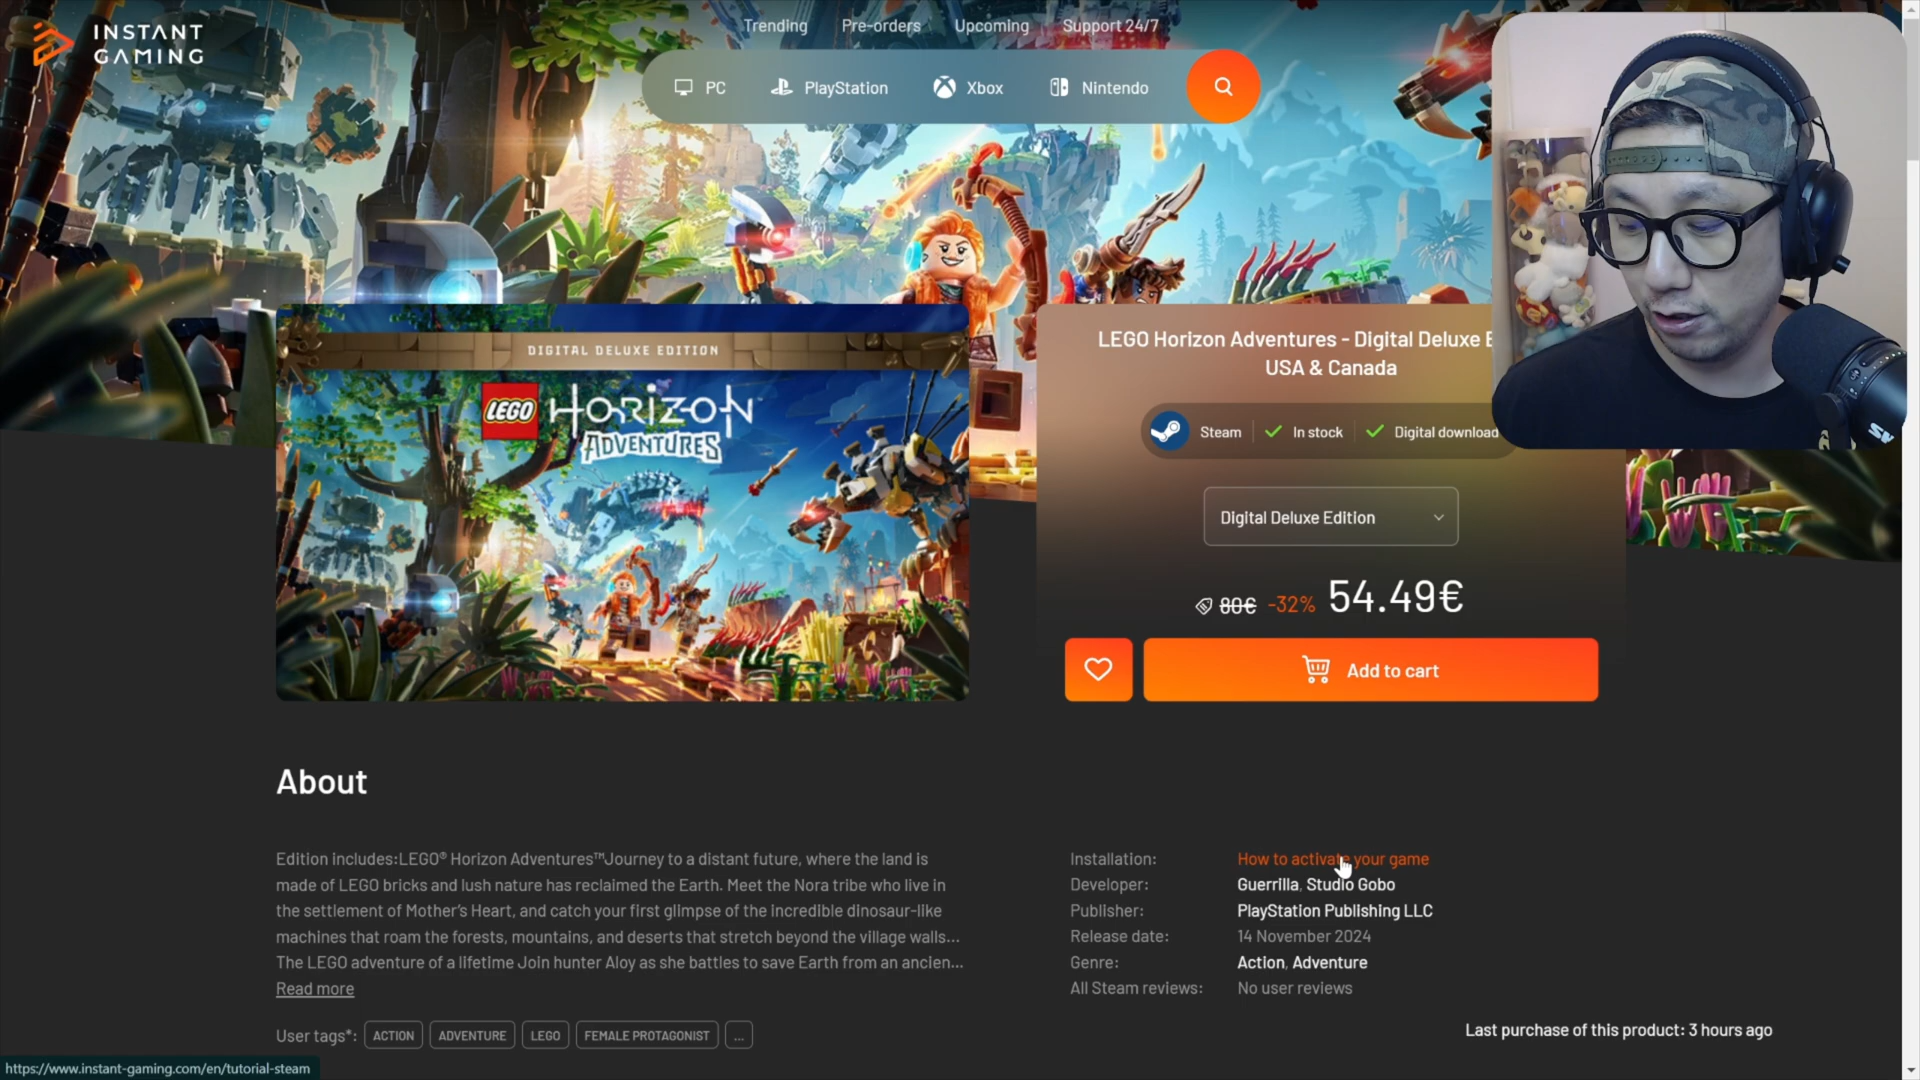 INSTANT
GAMING
Trending Pre-orders Upcoming Support 24/7
PC PlayStation Xbox Nintendo
DIGITAL DELUXE EDITION
LEGO HORIZON
ADVENTURES
LEGO Horizon Adventures - Digital Deluxe E
USA & Canada
Steam In stock Digital download
Digital Deluxe Edition
80€ -32% 54.49€
Add to cart
About
Edition includes:LEGO® Horizon Adventures™Journey to a distant future, where the land is
made of LEGO bricks and lush nature has reclaimed the Earth. Meet the Nora tribe who live in
the settlement of Mother's Heart, and catch your first glimpse of the incredible dinosaur-like
machines that roam the forests, mountains, and deserts that stretch beyond the village walls...
The LEGO adventure of a lifetime Join hunter Aloy as she battles to save Earth from an ancien...
Read more
User tags*: ACTION ADVENTURE LEGO FEMALE PROTAGONIST ...
Installation: How to activate your game
Developer: Guerrilla, Studio Gobo
Publisher: PlayStation Publishing LLC
Release date: 14 November 2024
Genre: Action, Adventure
All Steam reviews: No user reviews
Last purchase of this product: 3 hours ago
https://www.instant-gaming.com/en/tutorial-steam